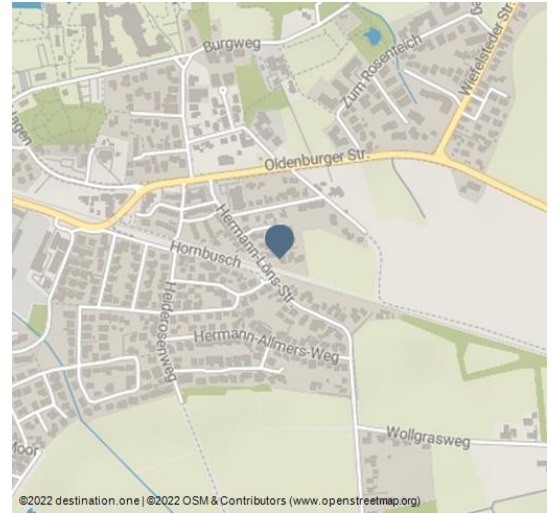 Burgweg
Zum Rosenteich
Wiefelsteder Str.
Hagen
Oldenburger Str.
Hermann-Löns-Str.
Hornbusch
Heiderosenweg
Hermann-Allmers-Weg
Wollgrasweg
Moor
©2022 destination.one | ©2022 OSM & Contributors (www.openstreetmap.org)